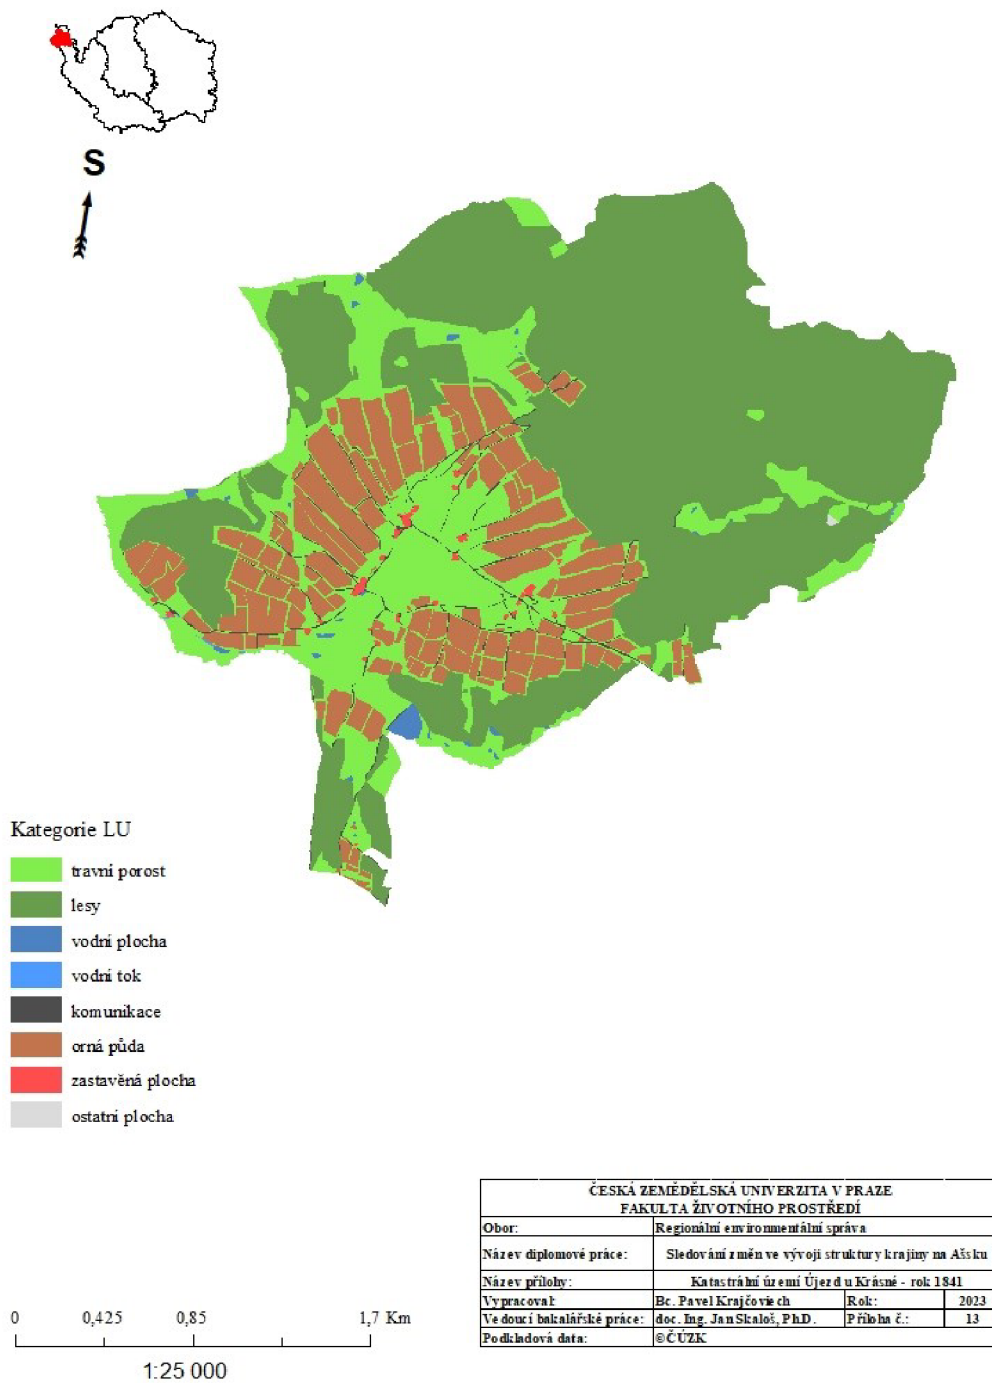 S
Kategorie LU
travní porost
lesy
vodní plocha
vodní tok
komunikace
orná půda
zastavěná plocha
ostatní plocha
0 0,425 0,85 1,7 Km
1:25 000
ČESKÁ ZEMĚDĚLSKÁ UNIVERZITA V PRAZE
FAKULTA ŽIVOTNÍHO PROSTŘEDÍ
Obor: Regionální environmentální správa
Název diplomové práce: Sledování změn ve vývoji struktury krajiny na Ašsku
Název přílohy: Katastrální území Újezd u Krásné - rok 1841
Vypracoval: Bc. Pavel Krajčoviech Rok: 2023
Vedoucí bakalářské práce: doc. Ing. Jan Skaloš, Ph.D. Příloha č.: 13
Podkladová data: ©ČÚZK